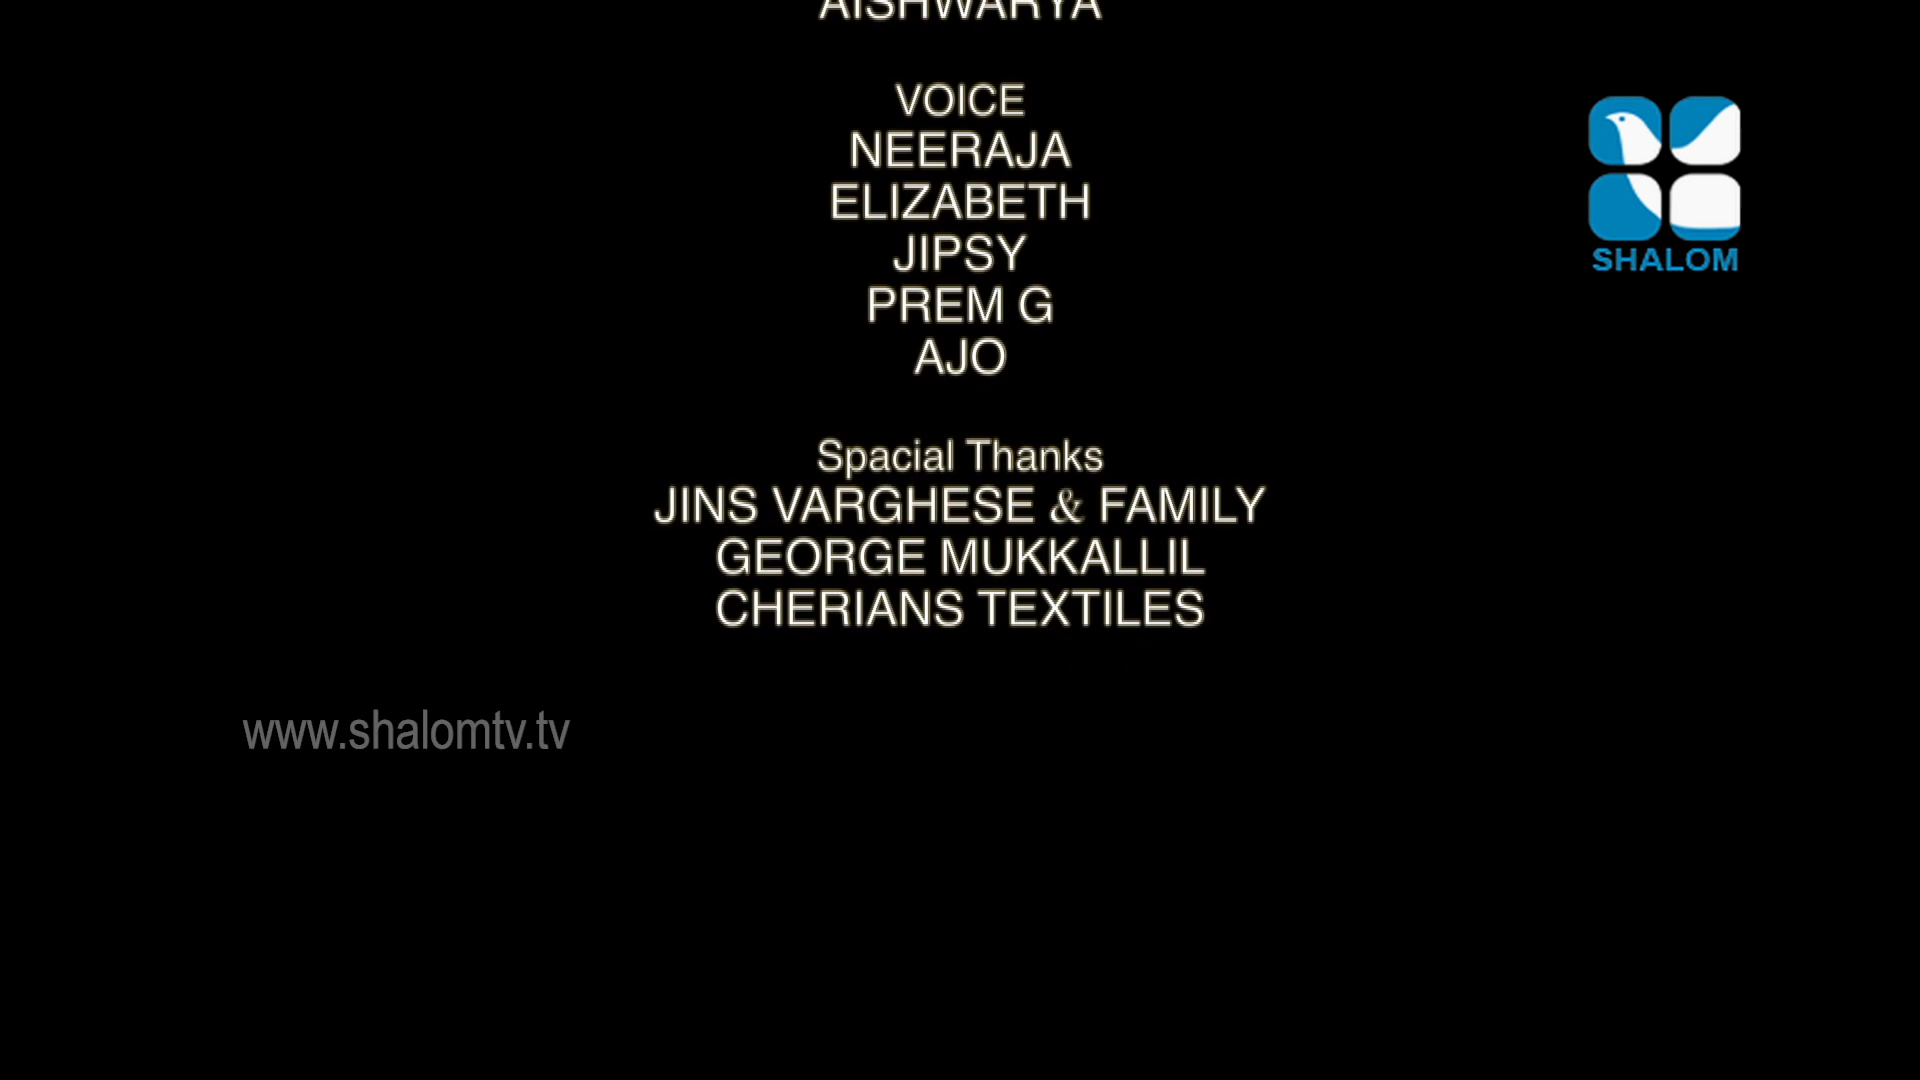 AISHWARYA
VOICE
NEERAJA
ELIZABETH
JIPSY
PREM G
AJO
Spacial Thanks
JINS VARGHESE & FAMILY
GEORGE MUKKALLIL
CHERIANS TEXTILES
SHALOM
www.shalomtv.tv